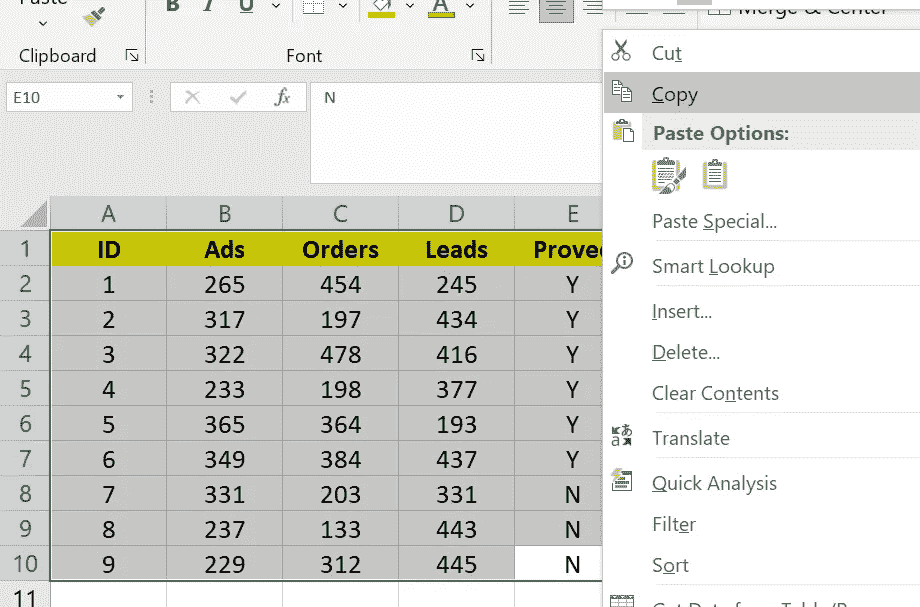 B I U A
Merge & Center
Clipboard
Font
E10 fx N
Cut
Copy
Paste Options:
Paste Special...
Smart Lookup
Insert...
Delete...
Clear Contents
Translate
Quick Analysis
Filter
Sort
A B C D E
1 ID Ads Orders Leads
2 1 265 454 245 Y
3 2 317 197 434 Y
4 3 322 478 416 Y
5 4 233 198 377 Y
6 5 365 364 193 Y
7 6 349 384 437 Y
8 7 331 203 331 N
9 8 237 133 443 N
10 9 229 312 445 N
11